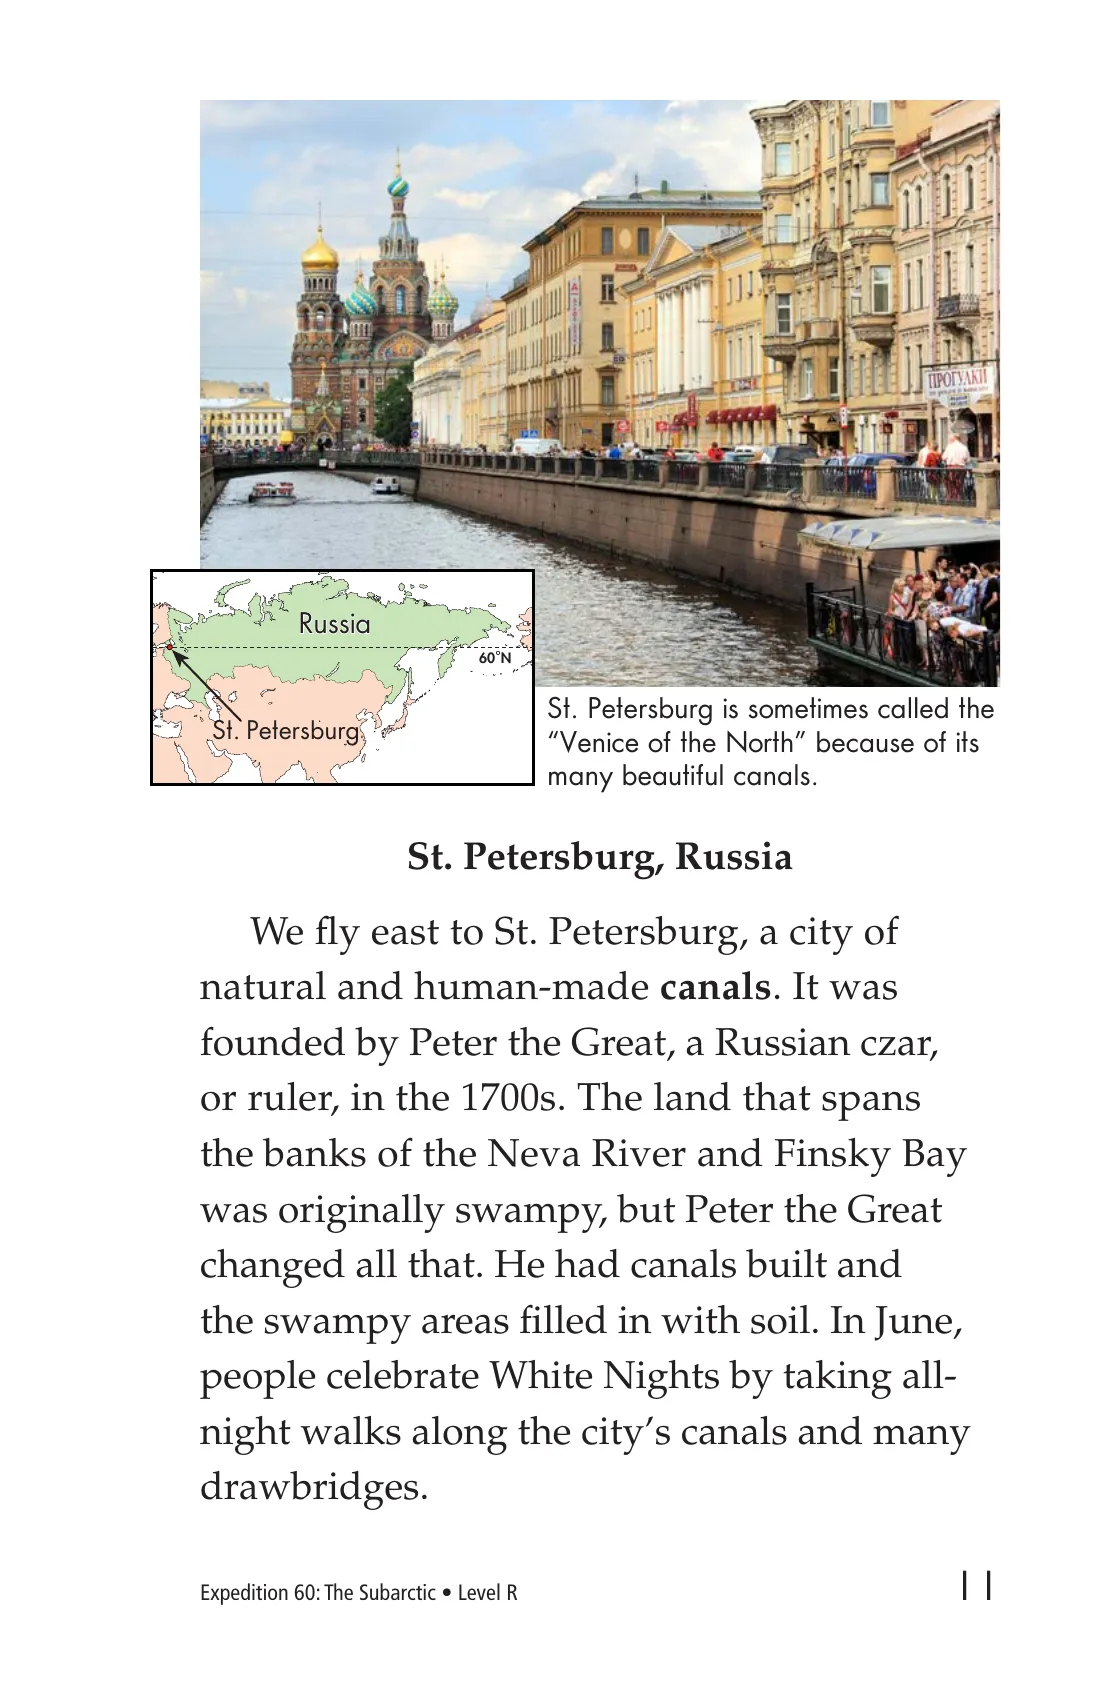 ПРОГУЛКИ
Russia
60°N
St. Petersburg
St. Petersburg is sometimes called the
“Venice of the North” because of its
many beautiful canals.
St. Petersburg, Russia
We fly east to St. Petersburg, a city of
natural and human-made canals. It was
founded by Peter the Great, a Russian czar,
or ruler, in the 1700s. The land that spans
the banks of the Neva River and Finsky Bay
was originally swampy, but Peter the Great
changed all that. He had canals built and
the swampy areas filled in with soil. In June,
people celebrate White Nights by taking all-
night walks along the city’s canals and many
drawbridges.
Expedition 60: The Subarctic • Level R
11